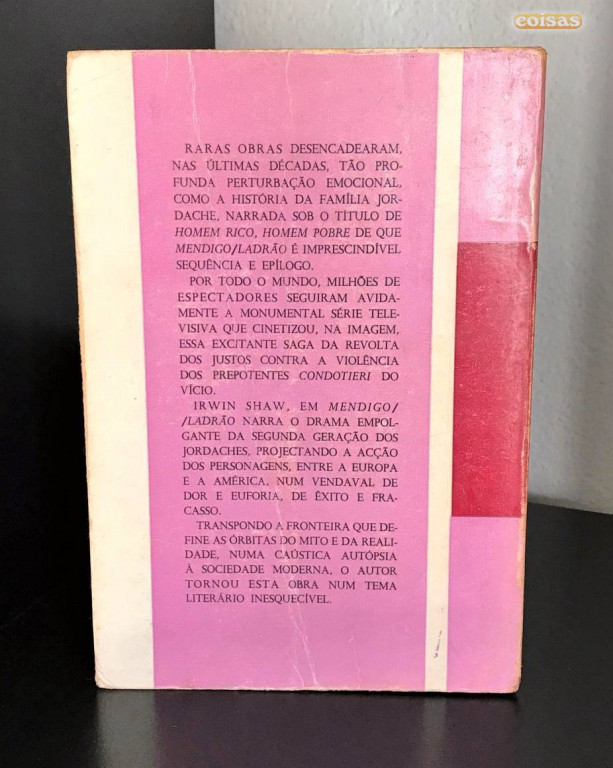 coisas
RARAS OBRAS DESENCADEARAM,
NAS ÚLTIMAS DÉCADAS, TÃO PRO-
FUNDA PERTURBAÇÃO EMOCIONAL,
COMO A HISTÓRIA DA FAMÍLIA JOR-
DACHE, NARRADA SOB O TÍTULO DE
HOMEM RICO, HOMEM POBRE DE QUE
MENDIGO/LADRÃO É IMPRESCINDÍVEL
SEQUÊNCIA E EPÍLOGO.
POR TODO O MUNDO, MILHÕES DE
ESPECTADORES SEGUIRAM AVIDA-
MENTE A MONUMENTAL SÉRIE TELE-
VISIVA QUE CINETIZOU, NA IMAGEM,
ESSA EXCITANTE SAGA DA REVOLTA
DOS JUSTOS CONTRA A VIOLÊNCIA
DOS PREPOTENTES CONDOTIERI DO
VÍCIO.
IRWIN SHAW, EM MENDIGO/
/LADRÃO NARRA O DRAMA EMPOL-
GANTE DA SEGUNDA GERAÇÃO DOS
JORDACHES, PROJECTANDO A ACÇÃO
DOS PERSONAGENS, ENTRE A EUROPA
E A AMÉRICA, NUM VENDAVAL DE
DOR E EUFORIA, DE ÊXITO E FRA-
CASSO.
TRANSPONDO A FRONTEIRA QUE DE-
FINE AS ÓRBITAS DO MITO E DA REALI-
DADE, NUMA CAÚSTICA AUTÓPSIA
À SOCIEDADE MODERNA, O AUTOR
TORNOU ESTA OBRA NUM TEMA
LITERÁRIO INESQUECÍVEL.